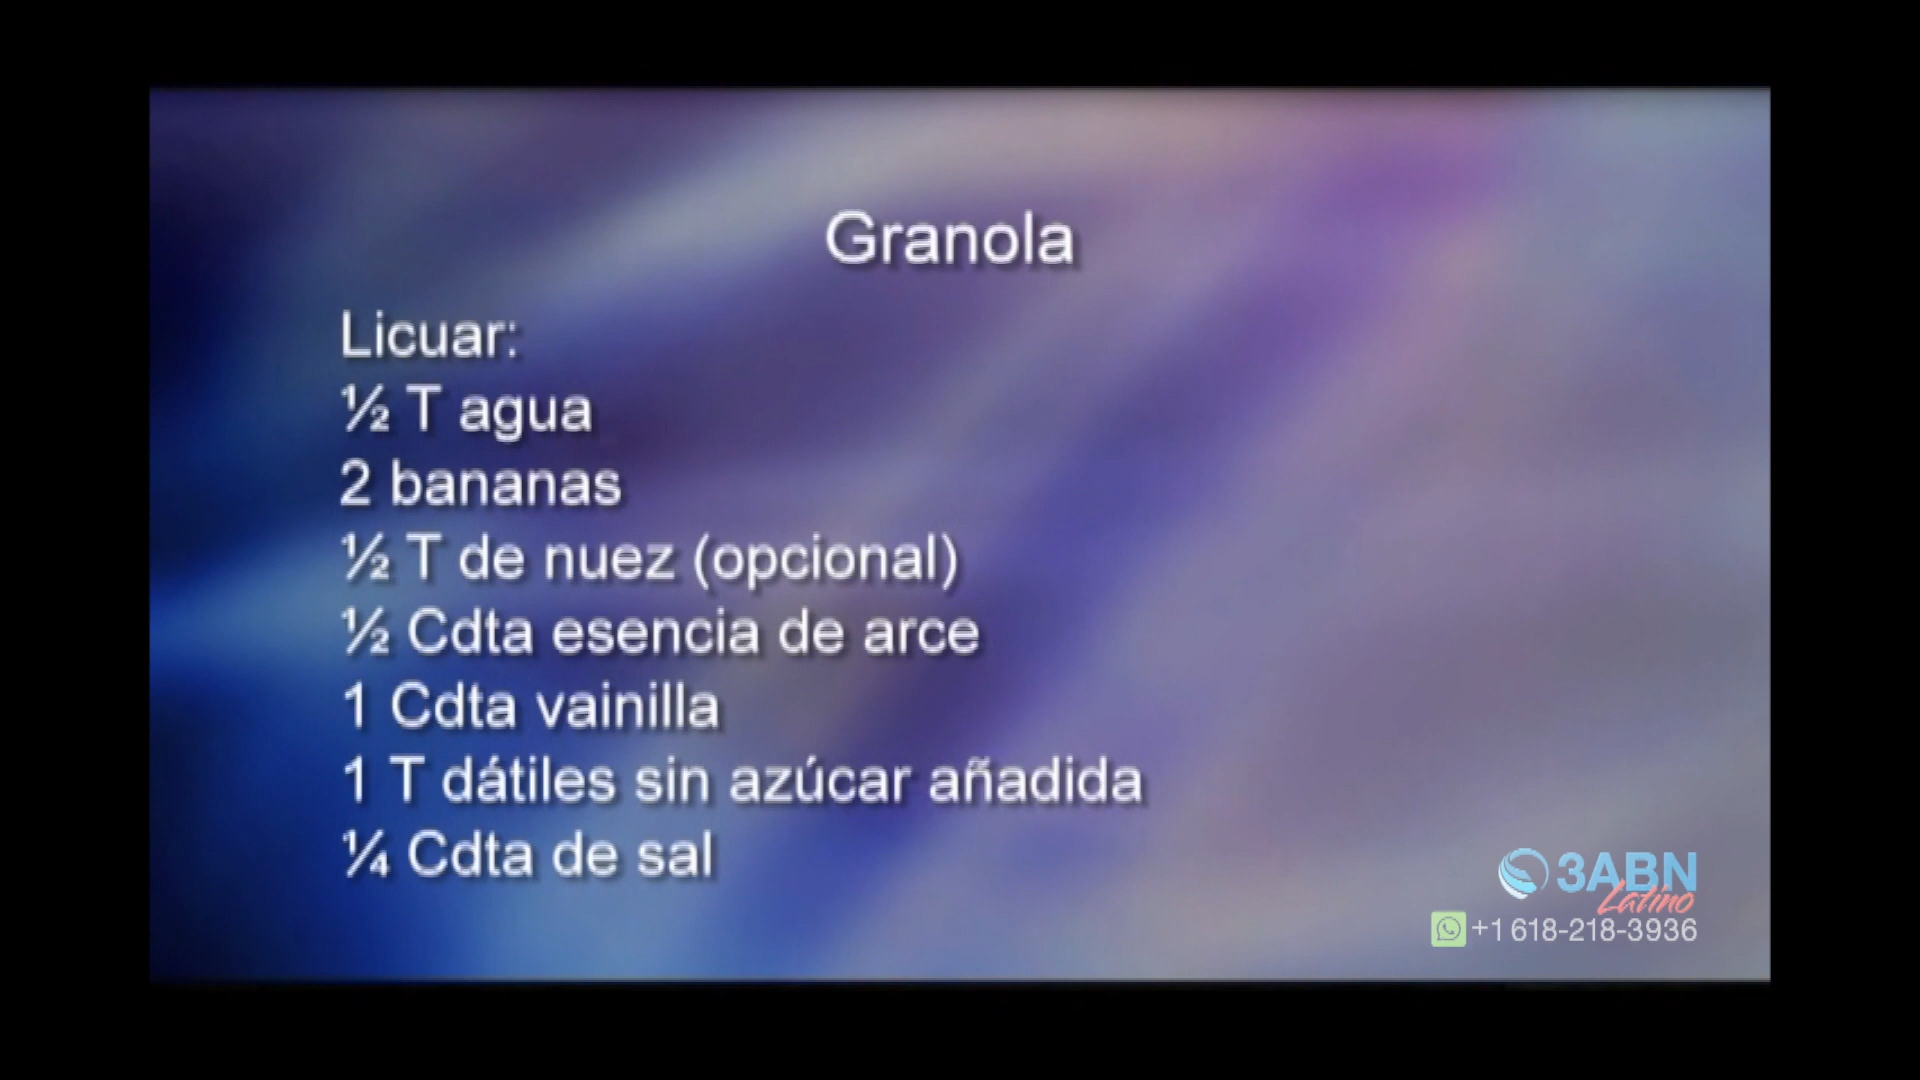 Granola
Licuar:
½ T agua
2 bananas
½ T de nuez (opcional)
½ Cdta esencia de arce
1 Cdta vainilla
1 T dátiles sin azúcar añadida
¼ Cdta de sal
3ABN
Latino
+1 618-218-3936